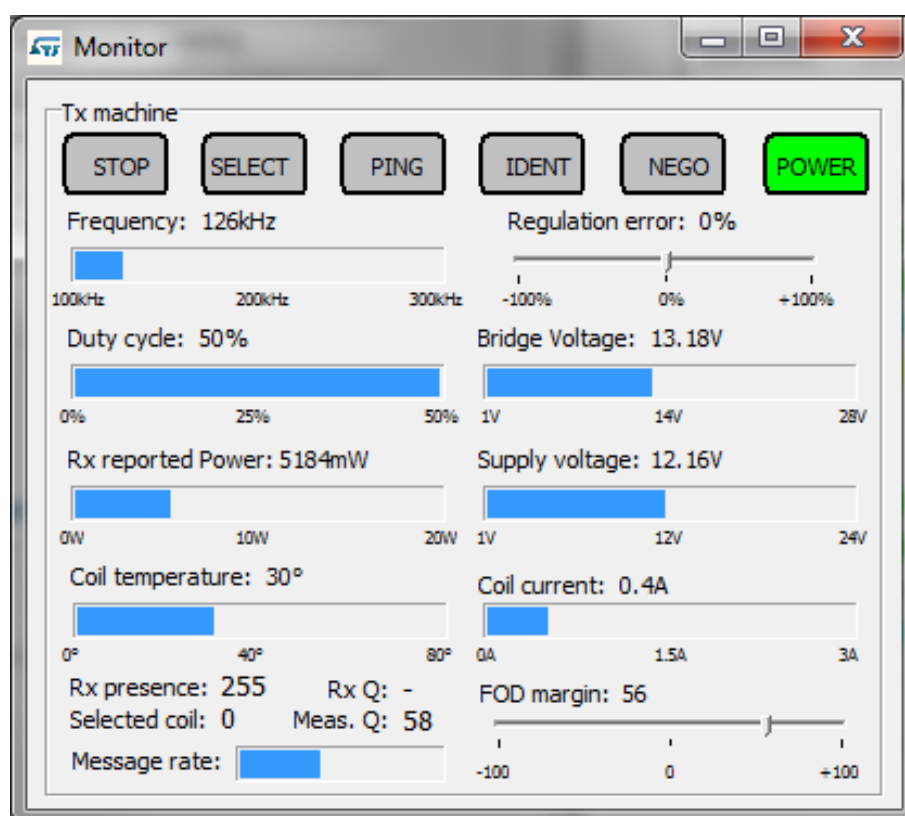 Monitor
Tx machine
STOP SELECT PING IDENT NEGO POWER
Frequency: 126kHz Regulation error: 0%
100kHz 200kHz 300kHz -100% 0% +100%
Duty cycle: 50% Bridge Voltage: 13.18V
0% 25% 50% 1V 14V 28V
Rx reported Power: 5184mW Supply voltage: 12.16V
0W 10W 20W 1V 12V 24V
Coil temperature: 30° Coil current: 0.4A
0° 40° 80° 0A 1.5A 3A
Rx presence: 255 Rx Q: - FOD margin: 56
Selected coil: 0 Meas. Q: 58
Message rate:
-100 0 +100